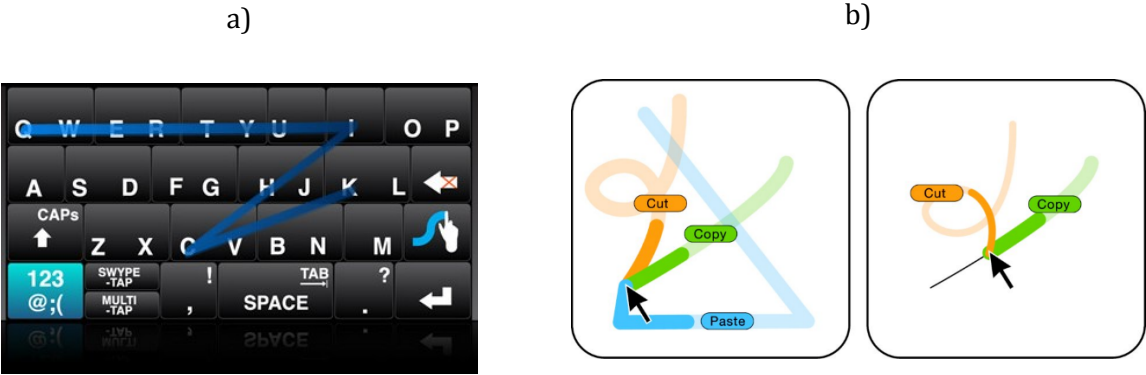 a)
b)
Q W E R T Y U I O P
A S D F G H J K L
CAPs
Z X C V B N M
123
@;(
SWYPE
-TAP
MULTI
-TAP
!
,
TAB
SPACE
?
.
Cut
Copy
Paste
Cut
Copy